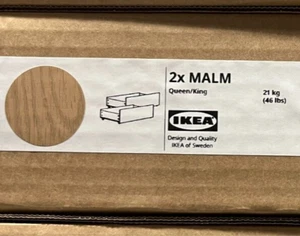 2x MALM
Queen/King
21 kg
(46 lbs)
IKEA
Design and Quality
IKEA of Sweden